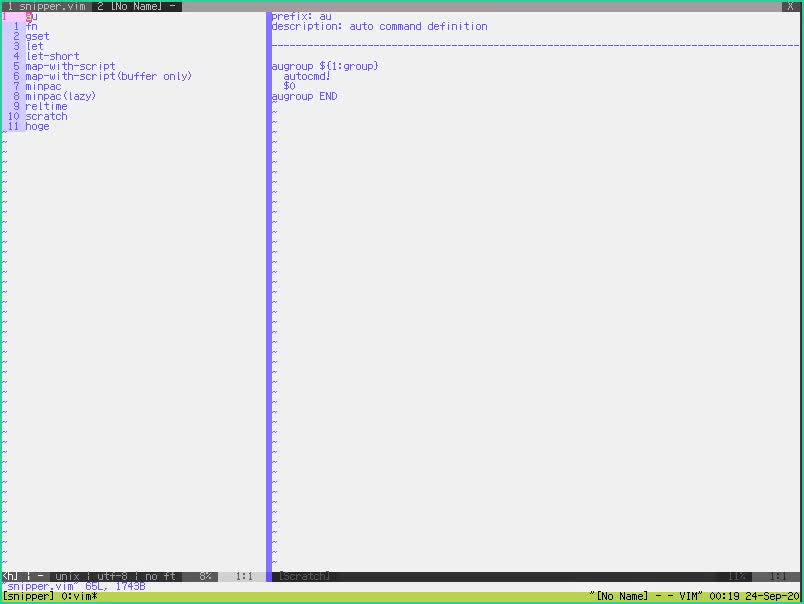 1 snipper.vim 2 [No Name] - X
1 au
1 fn
2 gset
3 let
4 let-short
5 map-with-script
6 map-with-script(buffer only)
7 minpac
8 minpac(lazy)
9 reltime
10 scratch
11 hoge
prefix: au
description: auto command definition
augroup ${1:group}
autocmd!
$0
augroup END
<h] ¦ - unix ¦ utf-8 ¦ no ft 8% 1:1
[Scratch] 11% 1:1
"snipper.vim" 65L, 1743B
[snipper] 0:vim* "[No Name] - - VIM" 00:19 24-Sep-20